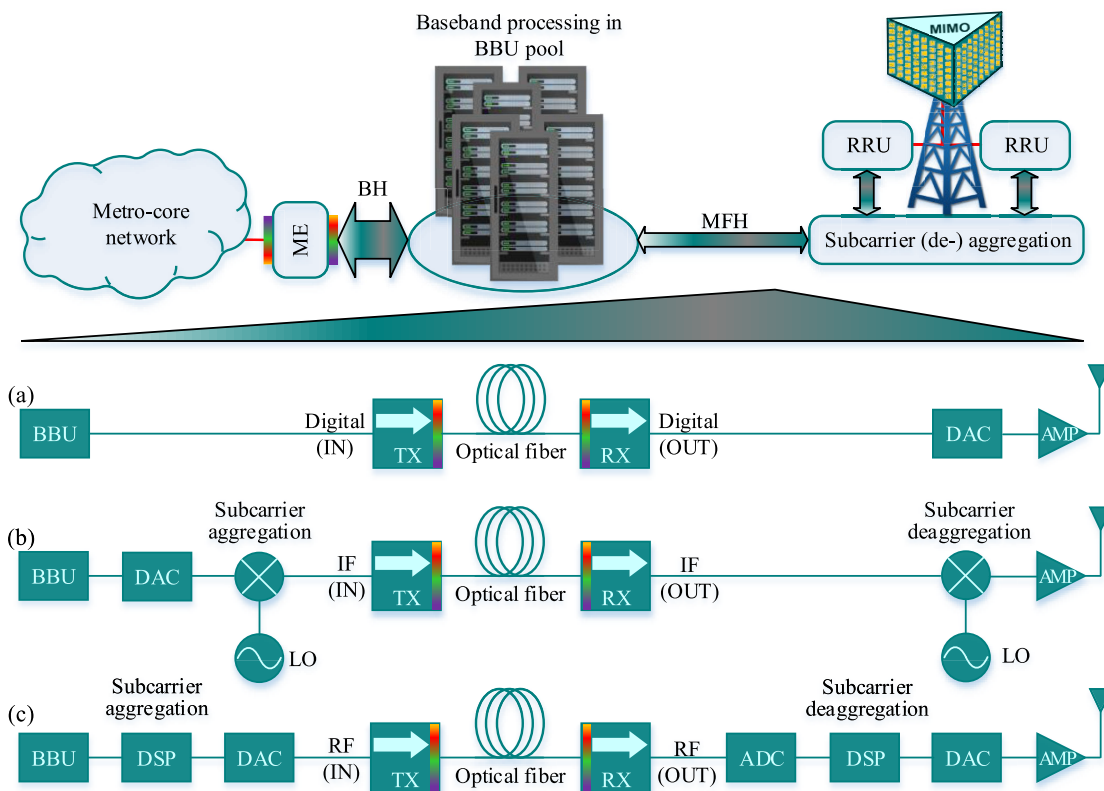 Baseband processing in
BBU pool
MIMO
RRU
RRU
BH
Metro-core
network
ME
MFH
Subcarrier (de-) aggregation
(a)
BBU
Digital
(IN)
TX
Optical fiber
RX
Digital
(OUT)
DAC
AMP
(b)
Subcarrier
aggregation
BBU
DAC
LO
IF
(IN)
TX
Optical fiber
RX
IF
(OUT)
Subcarrier
deaggregation
LO
AMP
(c)
Subcarrier
aggregation
BBU
DSP
DAC
RF
(IN)
TX
Optical fiber
RX
RF
(OUT)
Subcarrier
deaggregation
ADC
DSP
DAC
AMP